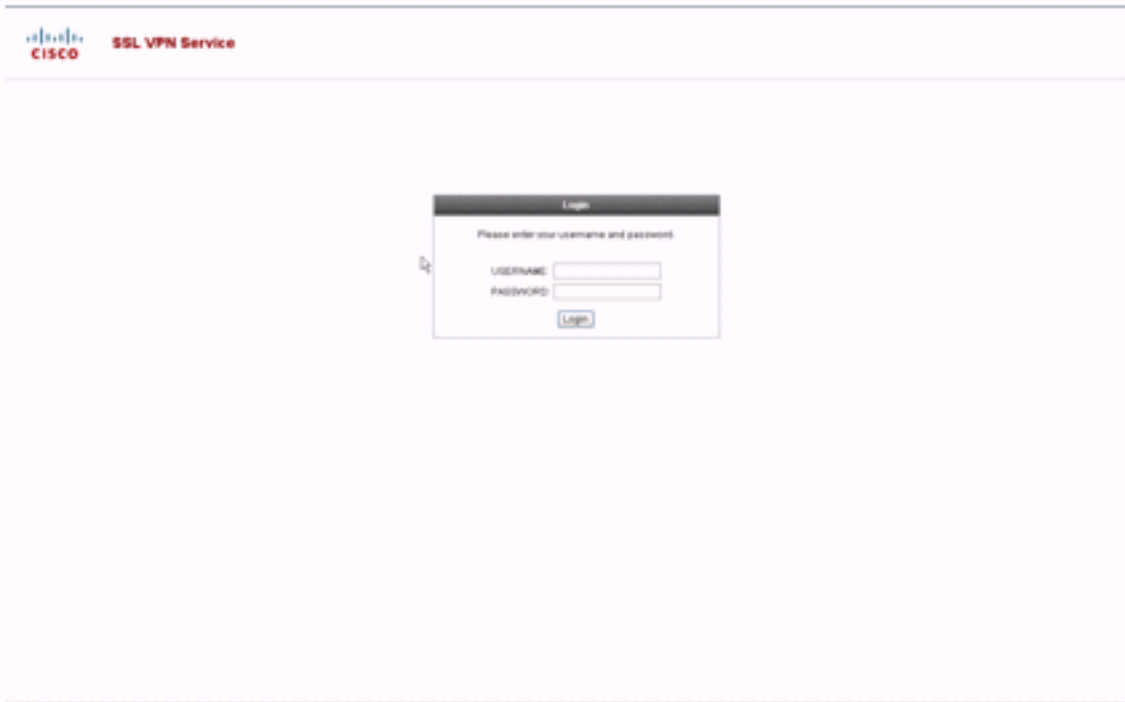 CISCO
SSL VPN Service
Login
Please enter your username and password.
USERNAME:
PASSWORD:
Login